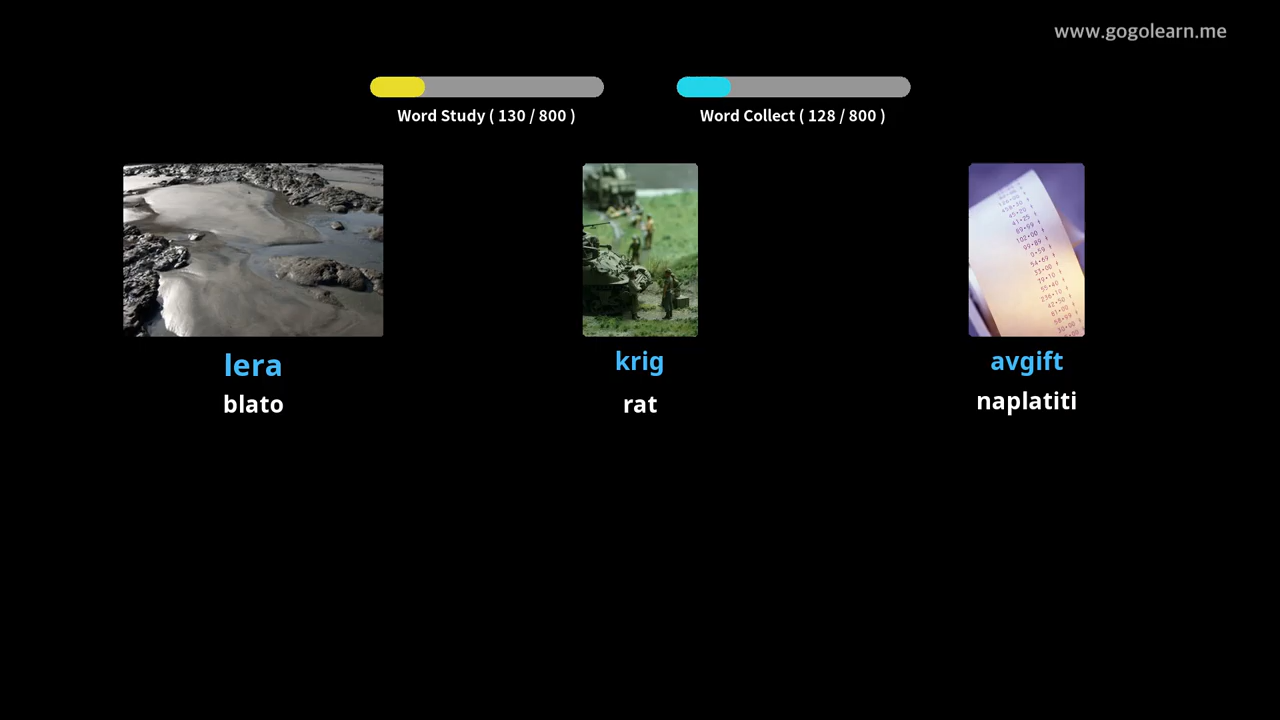 www.gogolearn.me
Word Study ( 130 / 800 )
Word Collect ( 128 / 800 )
lera
krig
avgift
blato
rat
naplatiti